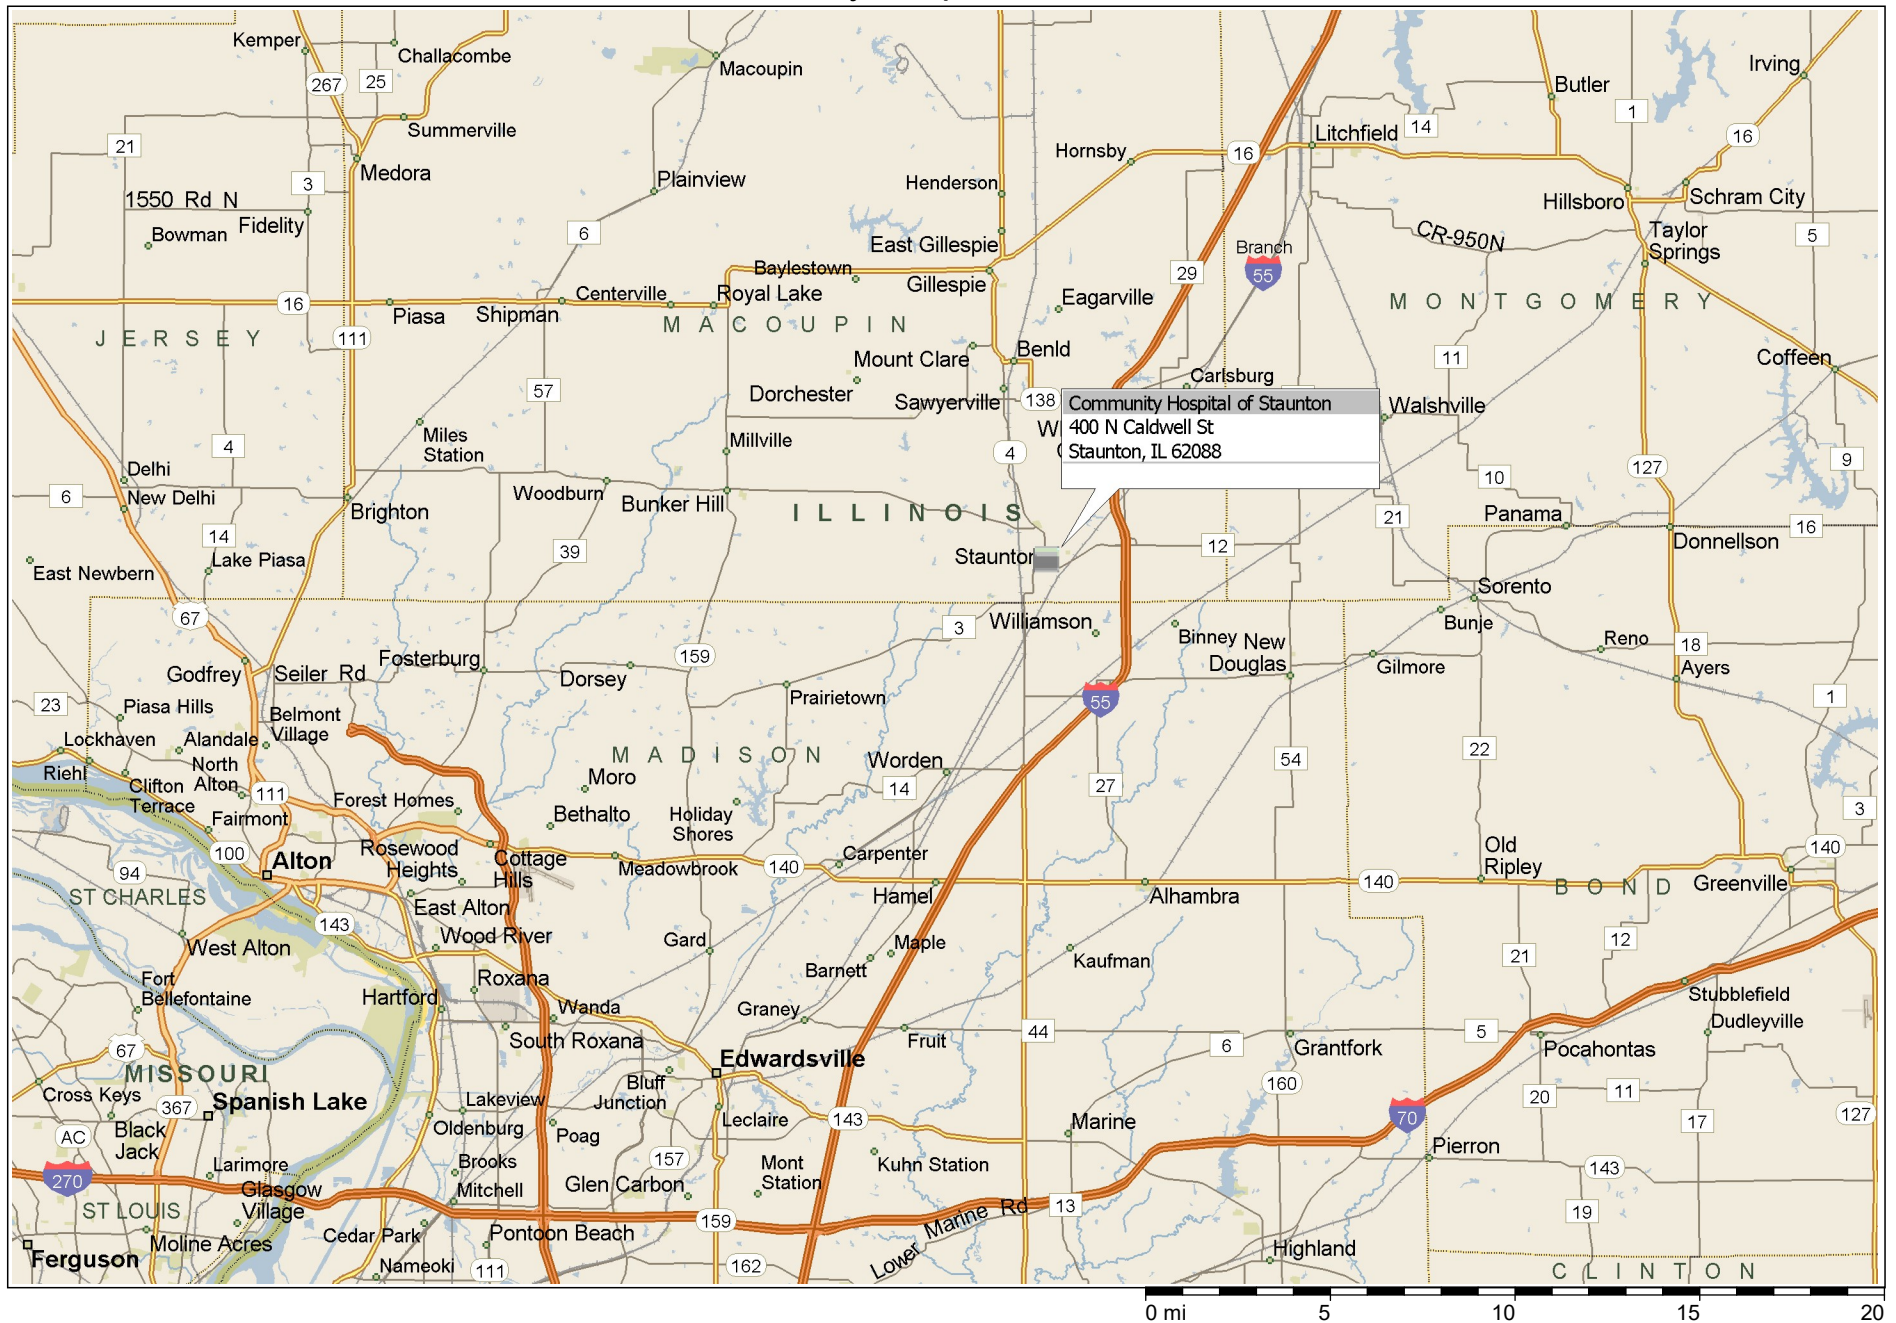 Kemper
Challacombe
Macoupin
Irving
267
25
Butler
1
14
16
Summerville
Litchfield
21
Hornsby
16
Medora
3
Plainview
Henderson
1550 Rd N
Hillsboro
Schram City
Fidelity
6
Bowman
East Gillespie
Branch
CR-950N
Taylor
Springs
5
Baylestown
29
55
Gillespie
Centerville
Royal Lake
Eagarville
16
Piasa
Shipman
MONTGOMERY
JERSEY
MACOUPIN
111
Mount Clare
Benld
11
Coffeen
Carlsburg
57
Dorchester
Sawyerville
138
Community Hospital of Staunton
400 N Caldwell St
Staunton, IL 62088
Walshville
W
Miles
Station
4
Millville
4
127
9
Delhi
10
6
New Delhi
Woodburn
Bunker Hill
ILLINOIS
Brighton
21
Panama
16
14
39
12
Donnellson
Lake Piasa
Staunton
East Newbern
Sorento
67
3
Williamson
Binney
New
Douglas
Bunje
Reno
18
159
Fosterburg
Gilmore
Ayers
Godfrey
Seiler Rd
Dorsey
Prairietown
55
1
23
Piasa Hills
Belmont
Village
Lockhaven
Alandale
MADISON
22
54
Riehl
North
Alton
Worden
Moro
27
Clifton
Terrace
111
Forest Homes
14
3
Fairmont
Bethalto
Holiday
Shores
100
Alton
Rosewood
Heights
Cottage
Hills
Meadowbrook
140
Carpenter
Old
Ripley
140
94
ST CHARLES
Hamel
Alhambra
140
BOND
Greenville
143
East Alton
West Alton
Wood River
Gard
Maple
12
Barnett
Kaufman
21
Fort
Bellefontaine
Roxana
Hartford
Wanda
Graney
Stubblefield
South Roxana
Fruit
44
6
5
Dudleyville
67
Edwardsville
Grantfork
Pocahontas
MISSOURI
Bluff
Junction
160
Cross Keys
367
Spanish Lake
Lakeview
20
11
Leclaire
143
70
127
AC
Black
Jack
Oldenburg
Poag
Marine
17
Larimore
Brooks
157
Mont
Station
Kuhn Station
Pierron
143
270
Glasgow
Village
Mitchell
Glen Carbon
Lower Marine Rd
13
ST LOUIS
159
19
Moline Acres
Cedar Park
Pontoon Beach
Ferguson
Nameoki
111
162
Highland
CLINTON
0 mi
5
10
15
20